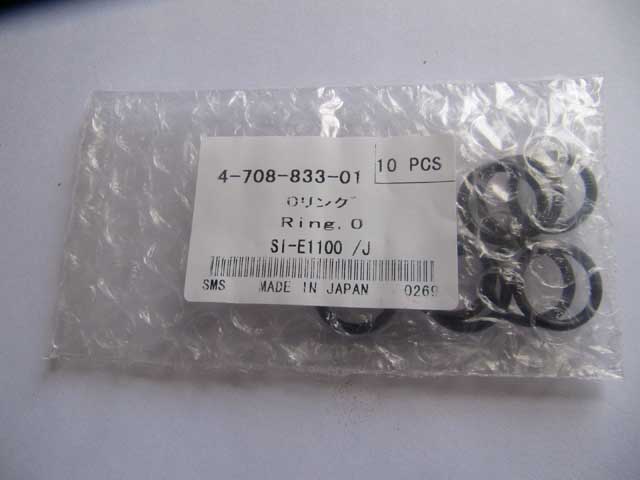 4-708-833-01
10 PCS
Oリング
Ring, O
SI-E1100 /J
SMS MADE IN JAPAN 0269